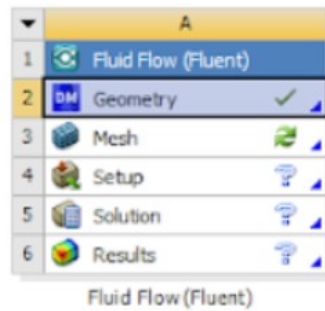 A
1 Fluid Flow (Fluent)
2 DM Geometry
3 Mesh
4 Setup ?
5 Solution ?
6 Results ?
Fluid Flow (Fluent)